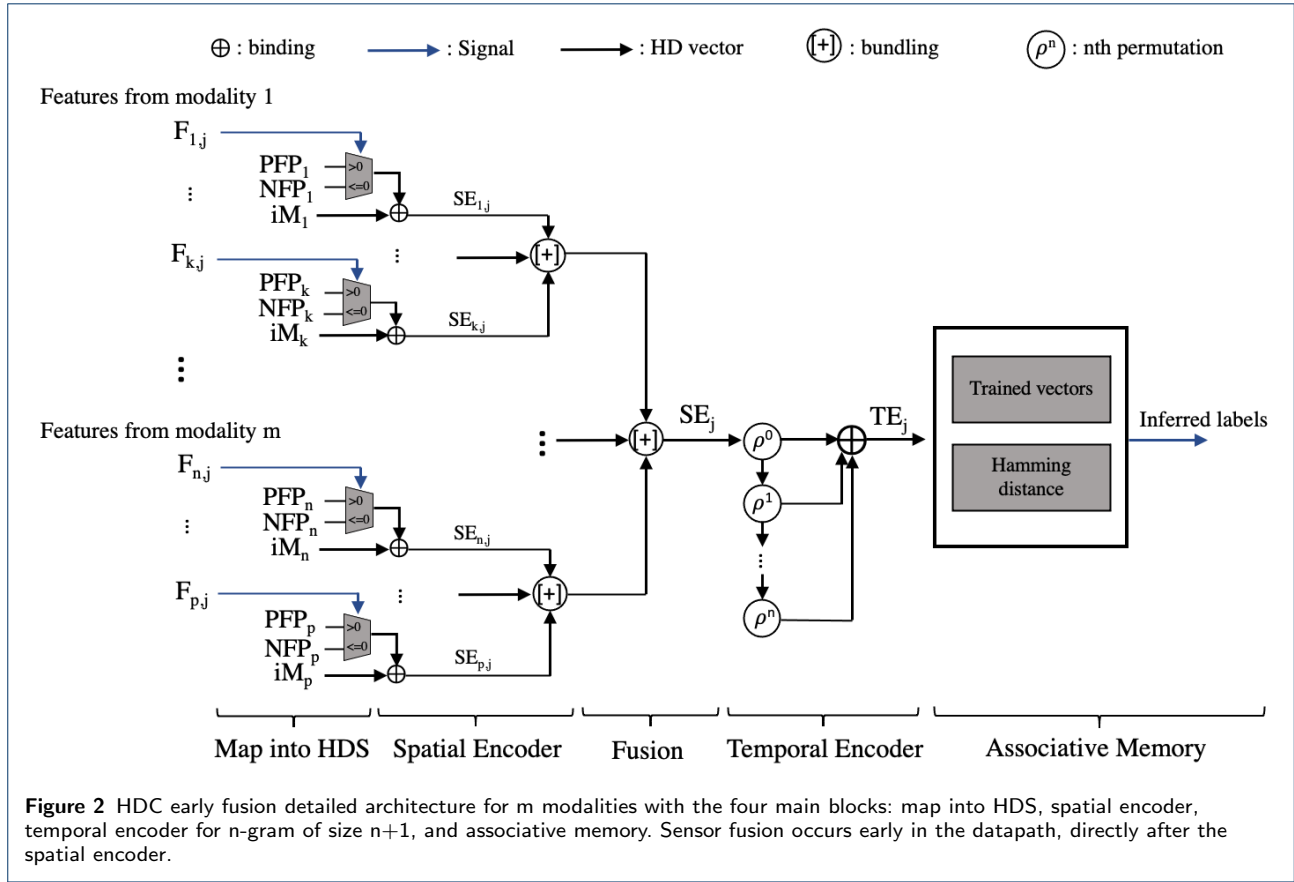 ⊕ : binding → : Signal → : HD vector [+] : bundling ρⁿ : nth permutation
Features from modality 1
F1,j
PFP1 >0
NFP1 <=0
...
iM1 ⊕ SE1,j
Fk,j ... [+]
PFPk >0
NFPk <=0
iMk ⊕ SEk,j
...
Features from modality m
... [+] SEj ρ⁰ ⊕ TEj
Trained vectors
Hamming
distance
Inferred labels
Fn,j
PFPn >0
NFPn <=0
...
iMn ⊕ SEn,j
ρ¹
...
ρⁿ
Fp,j ... [+]
PFPp >0
NFPp <=0
iMp ⊕ SEp,j
Map into HDS Spatial Encoder Fusion Temporal Encoder Associative Memory
Figure 2 HDC early fusion detailed architecture for m modalities with the four main blocks: map into HDS, spatial encoder,
temporal encoder for n-gram of size n+1, and associative memory. Sensor fusion occurs early in the datapath, directly after the
spatial encoder.